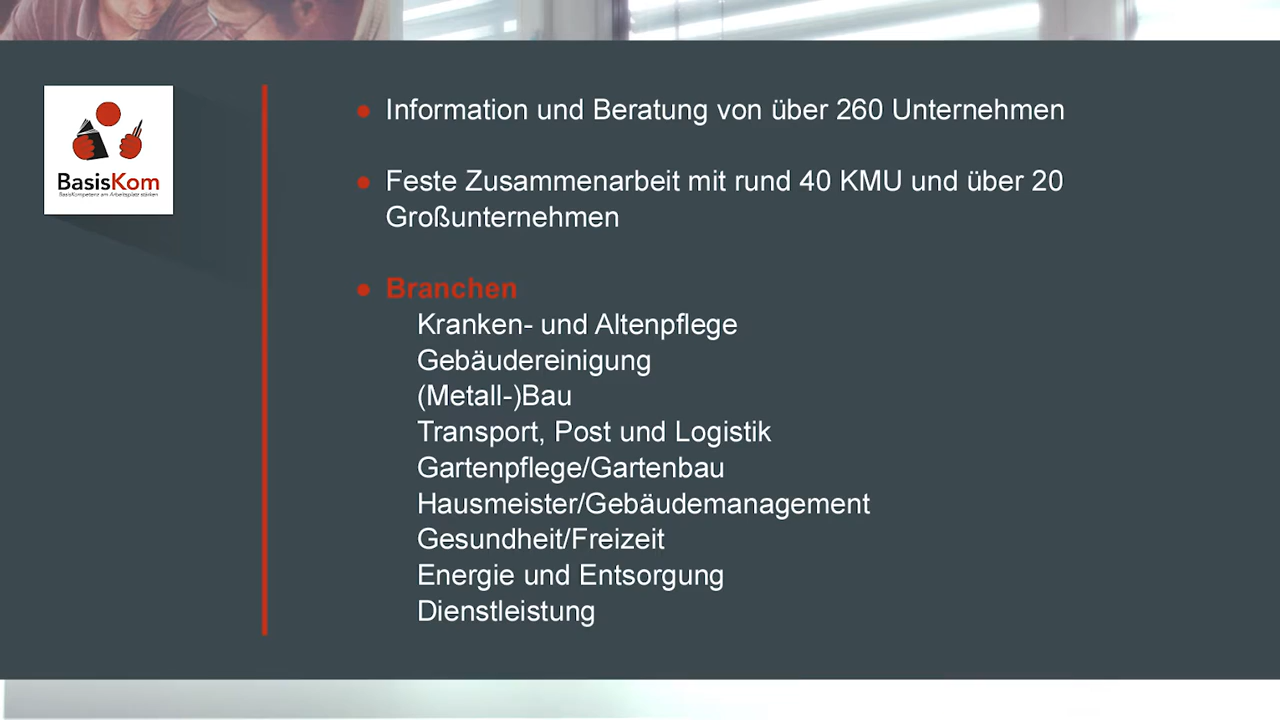 BasisKom
BasisKompetenz am Arbeitsplatz stärken
Information und Beratung von über 260 Unternehmen
Feste Zusammenarbeit mit rund 40 KMU und über 20
Großunternehmen
Branchen
Kranken- und Altenpflege
Gebäudereinigung
(Metall-)Bau
Transport, Post und Logistik
Gartenpflege/Gartenbau
Hausmeister/Gebäudemanagement
Gesundheit/Freizeit
Energie und Entsorgung
Dienstleistung